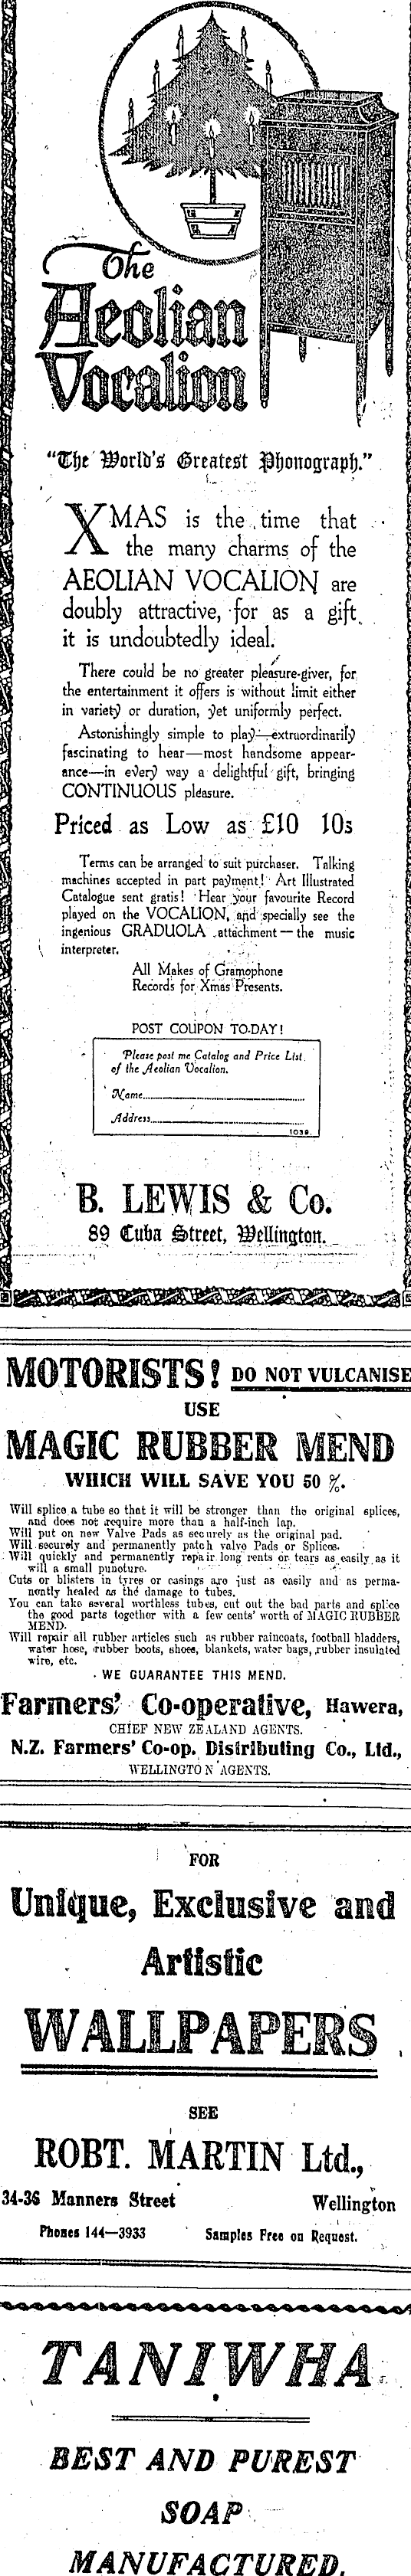 The
Aeolian
Vocalion
"The World's Greatest Phonograph."
XMAS is the time that
the many charms of the
AEOLIAN VOCALION are
doubly attractive, for as a gift
it is undoubtedly ideal.
There could be no greater pleasure-giver, for
the entertainment it offers is without limit either
in variety or duration, yet uniformly perfect.
Astonishingly simple to play—extraordinarily
fascinating to hear—most handsome appear-
ance—in every way a delightful gift, bringing
CONTINUOUS pleasure.
Priced as Low as £10 10s
Terms can be arranged to suit purchaser. Talking
machines accepted in part payment! Art Illustrated
Catalogue sent gratis! Hear your favourite Record
played on the VOCALION, and specially see the
ingenious GRADUOLA attachment—the music
interpreter.
All Makes of Gramophone
Records for Xmas Presents.
POST COUPON TO-DAY!
Please post me Catalog and Price List
of the Aeolian Vocalion.
Name
Address
1039.
B. LEWIS & Co.
89 Cuba Street, Wellington.
MOTORISTS! DO NOT VULCANISE
USE
MAGIC RUBBER MEND
WHICH WILL SAVE YOU 50 %.
Will splice a tube so that it will be stronger than the original splices,
and does not require more than a half-inch lap.
Will put on new Valve Pads as securely as the original pad.
Will securely and permanently patch valve Pads or Splices.
Will quickly and permanently repair long rents or tears as easily as it
will a small puncture.
Cuts or blisters in tyres or casings are just as easily and as perma-
nently healed as the damage to tubes.
You can take several worthless tubes, cut out the bad parts and splice
the good parts together with a few cents' worth of MAGIC RUBBER
MEND.
Will repair all rubber articles such as rubber raincoats, football bladders,
water hose, rubber boots, shoes, blankets, water bags, rubber insulated
wire, etc.
WE GUARANTEE THIS MEND.
Farmers' Co-operative, Hawera,
CHIEF NEW ZEALAND AGENTS.
N.Z. Farmers' Co-op. Distributing Co., Ltd.,
WELLINGTON AGENTS.
FOR
Unique, Exclusive and
Artistic
WALLPAPERS
SEE
ROBT. MARTIN Ltd.,
34-36 Manners Street Wellington
Phones 144—3933 Samples Free on Request.
TANIWHA
BEST AND PUREST
SOAP
MANUFACTURED.